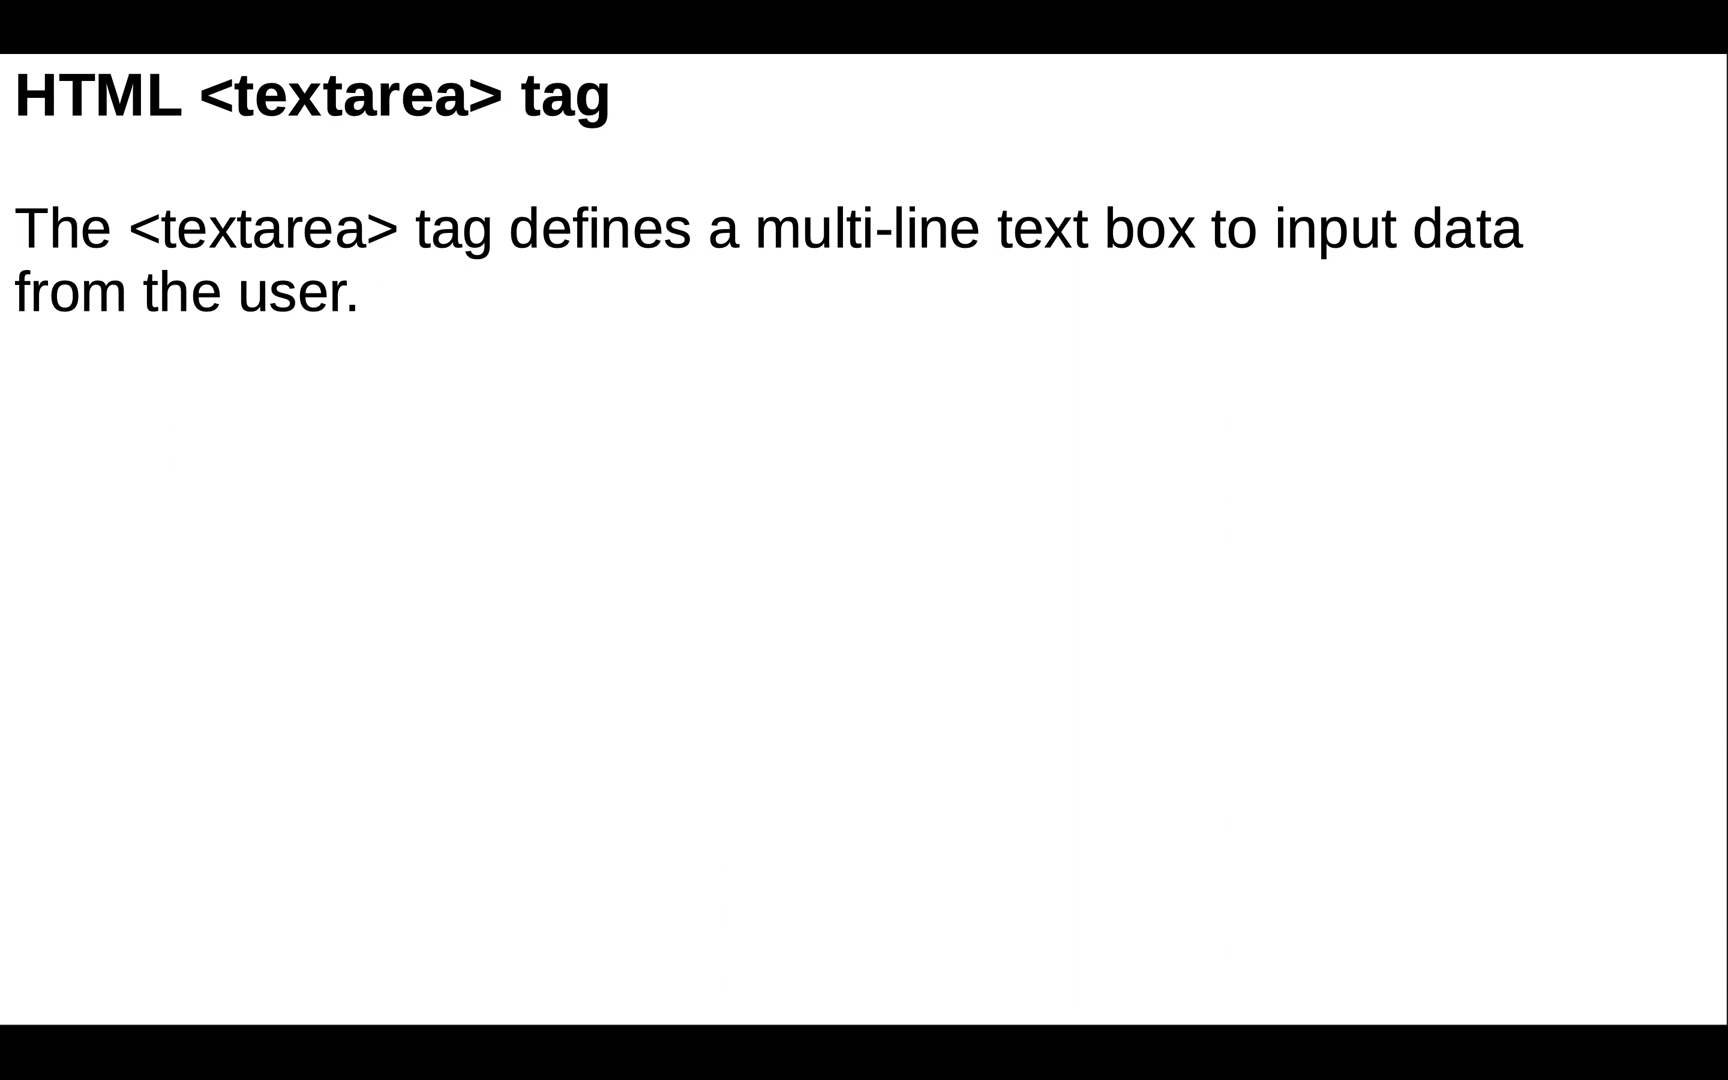 HTML <textarea> tag
The <textarea> tag defines a multi-line text box to input data
from the user.